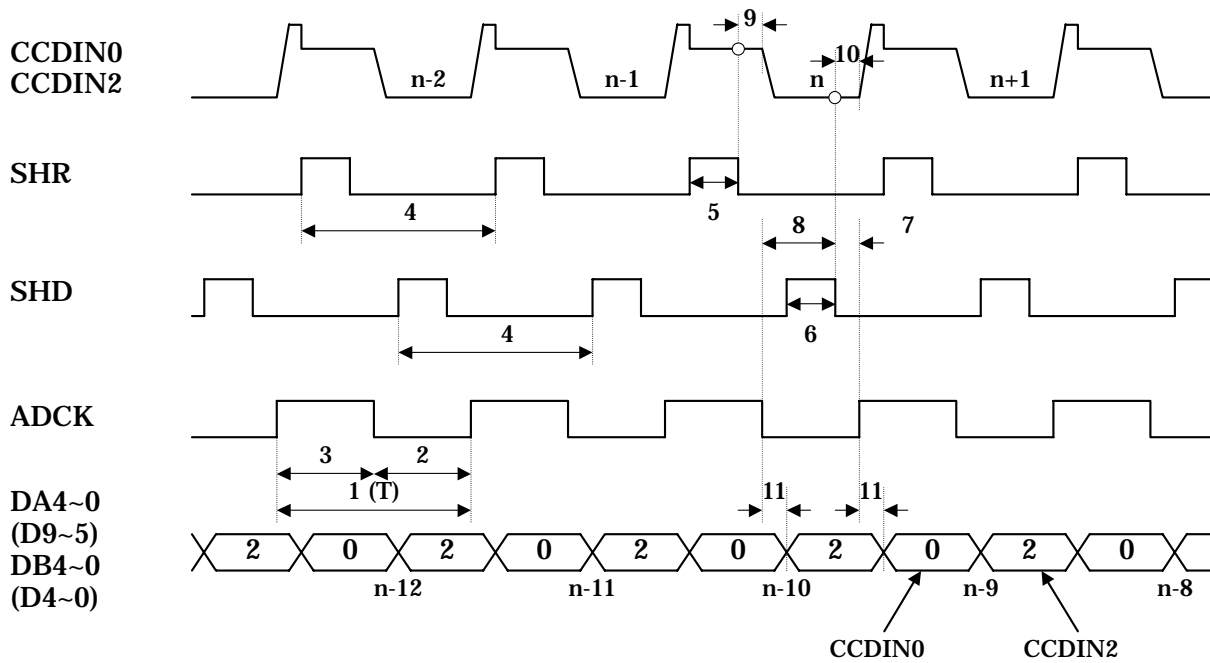 9
CCDIN0
CCDIN2
10
n-2
n-1
n
n+1
SHR
4
5
8
7
SHD
4
6
ADCK
3
2
1 (T)
11
11
DA4~0
(D9~5)
DB4~0
(D4~0)
2
0
2
0
2
0
2
0
2
0
n-12
n-11
n-10
n-9
n-8
CCDIN0
CCDIN2